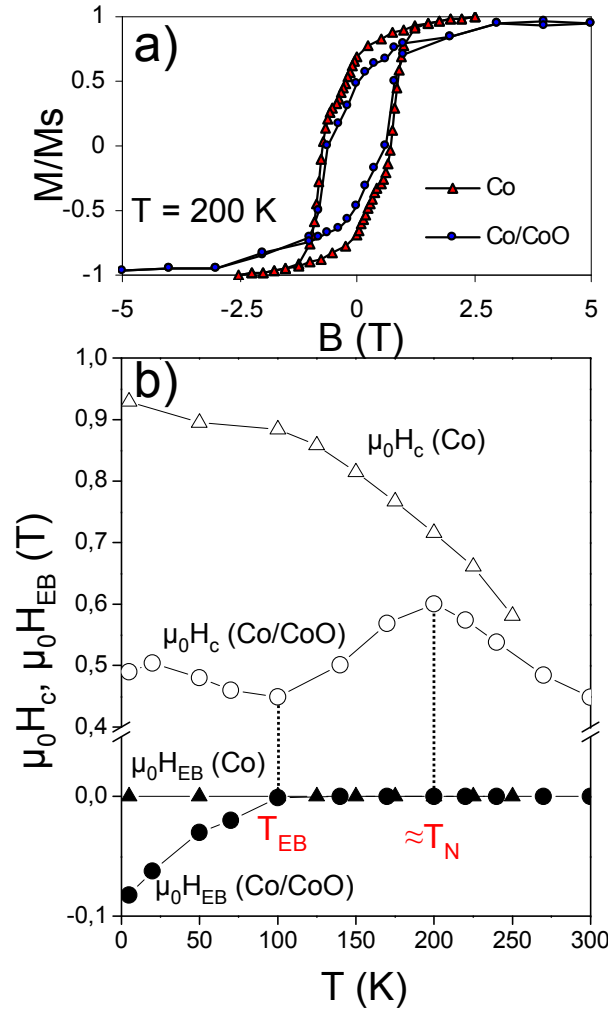 a)
1
0.5
0
-0.5
-1
M/Ms
T = 200 K
Co
Co/CoO
-5
-2.5
0
2.5
5
B (T)
b)
1,0
0,9
0,8
0,7
0,6
0,5
0,4
0,0
-0,1
μ₀Hc, μ₀HEB (T)
μ₀Hc (Co)
μ₀Hc (Co/CoO)
μ₀HEB (Co)
TEB
≈TN
μ₀HEB (Co/CoO)
0
50
100
150
200
250
300
T (K)